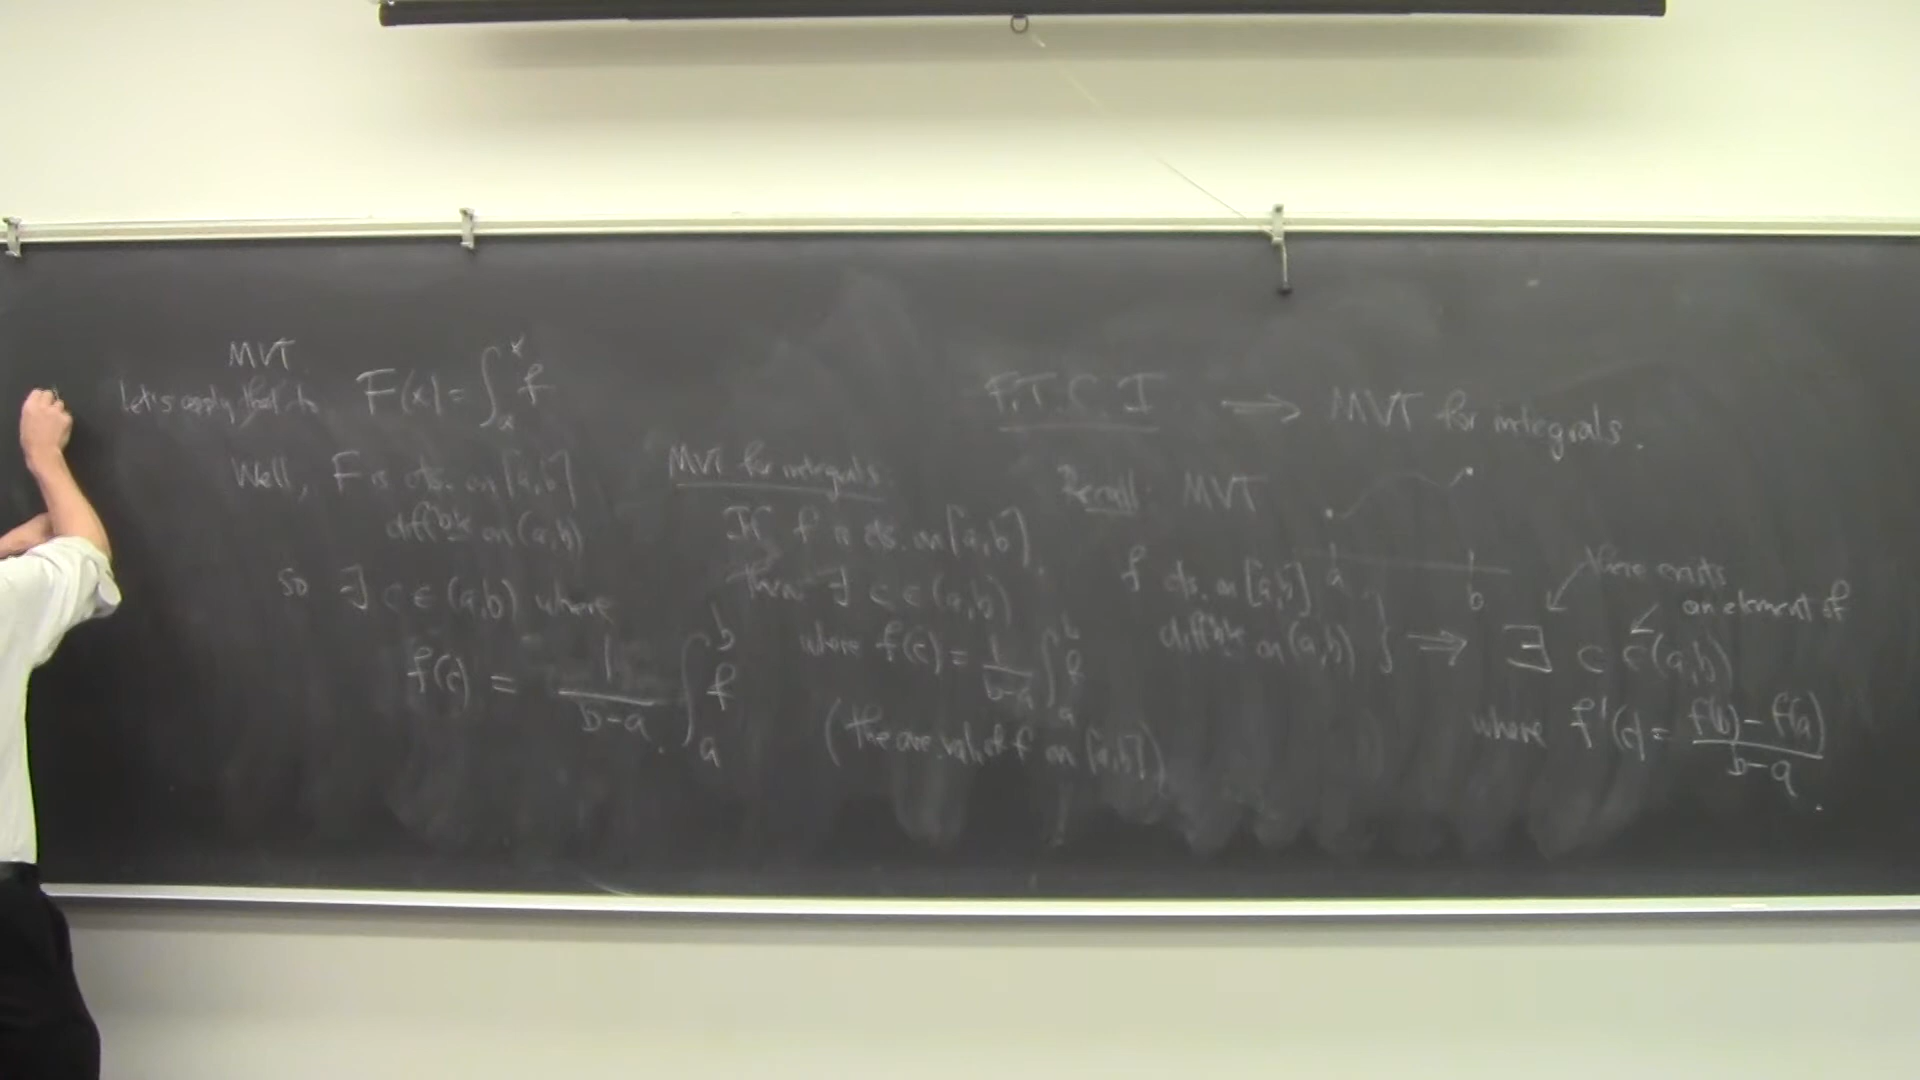 F.T.C. I → MVT for integrals.
Recall: MVT
a b
f cts. on [a,b]
diff'ble on (a,b) } ⇒ ∃ c ∈ (a,b)
there exists
an element of
where f'(c) = f(b) - f(a) / b-a
MVT
Let's apply that to F(x) = ∫_a^x f
Well, F is cts. on [a,b]
diff'ble on (a,b)
so ∃ c ∈ (a,b) where
f(c) = 1/b-a ∫_a^b f
MVT for integrals.
If f is cts. on [a,b],
then ∃ c ∈ (a,b)
where f(c) = 1/b-a ∫_a^b f
(the ave. val. of f on [a,b])